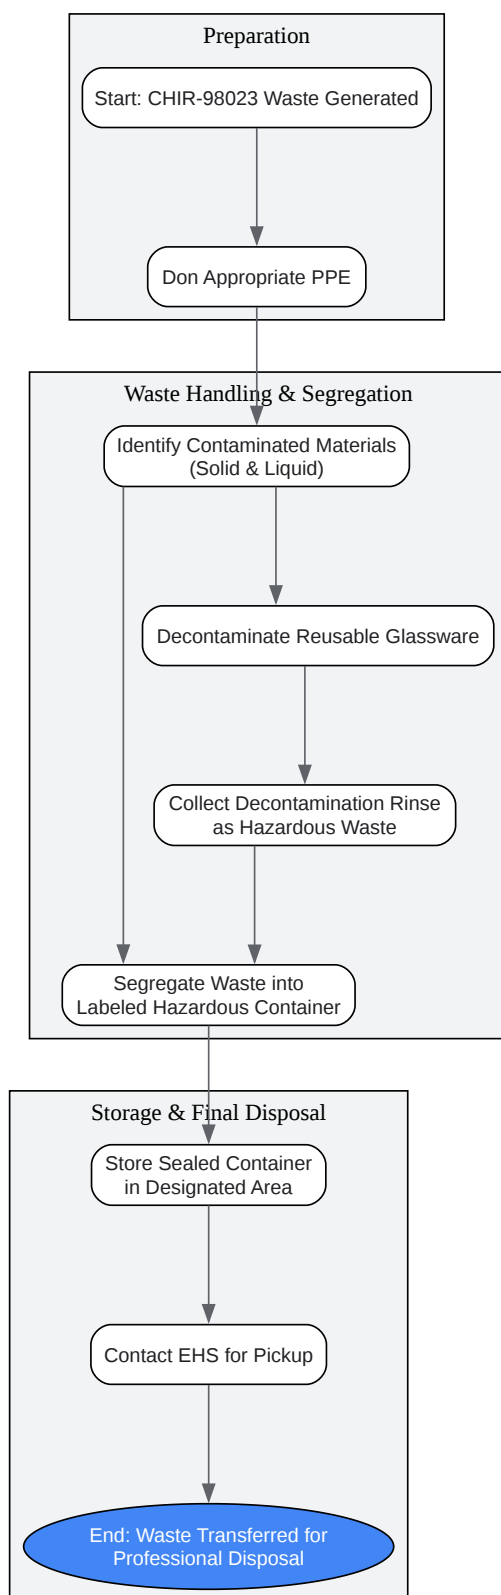 Preparation
Start: CHIR-98023 Waste Generated
Don Appropriate PPE
Waste Handling & Segregation
Identify Contaminated Materials
(Solid & Liquid)
Decontaminate Reusable Glassware
Collect Decontamination Rinse
as Hazardous Waste
Segregate Waste into
Labeled Hazardous Container
Storage & Final Disposal
Store Sealed Container
in Designated Area
Contact EHS for Pickup
End: Waste Transferred for
Professional Disposal